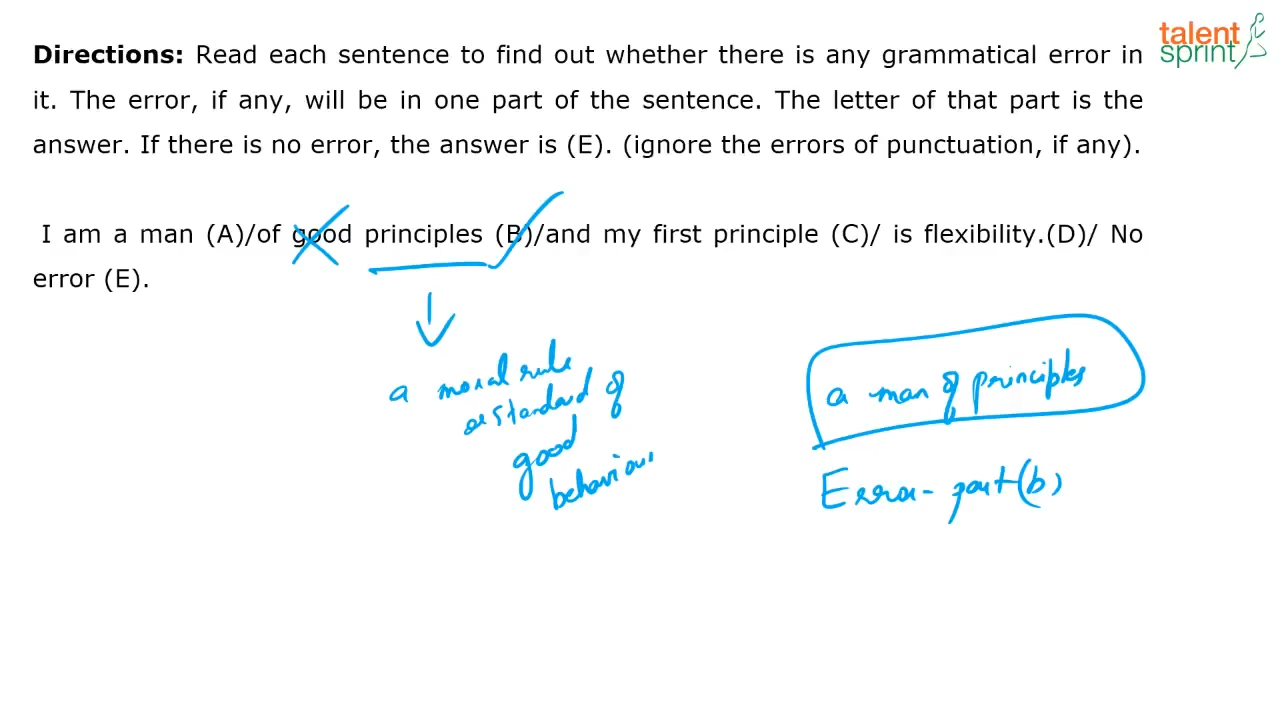 talent
sprint
Directions: Read each sentence to find out whether there is any grammatical error in
it. The error, if any, will be in one part of the sentence. The letter of that part is the
answer. If there is no error, the answer is (E). (ignore the errors of punctuation, if any).
I am a man (A)/of good principles (B)/and my first principle (C)/ is flexibility.(D)/ No
error (E).
a moral rule
or standard of
good
behaviour
a man of principles
Error- part(b)